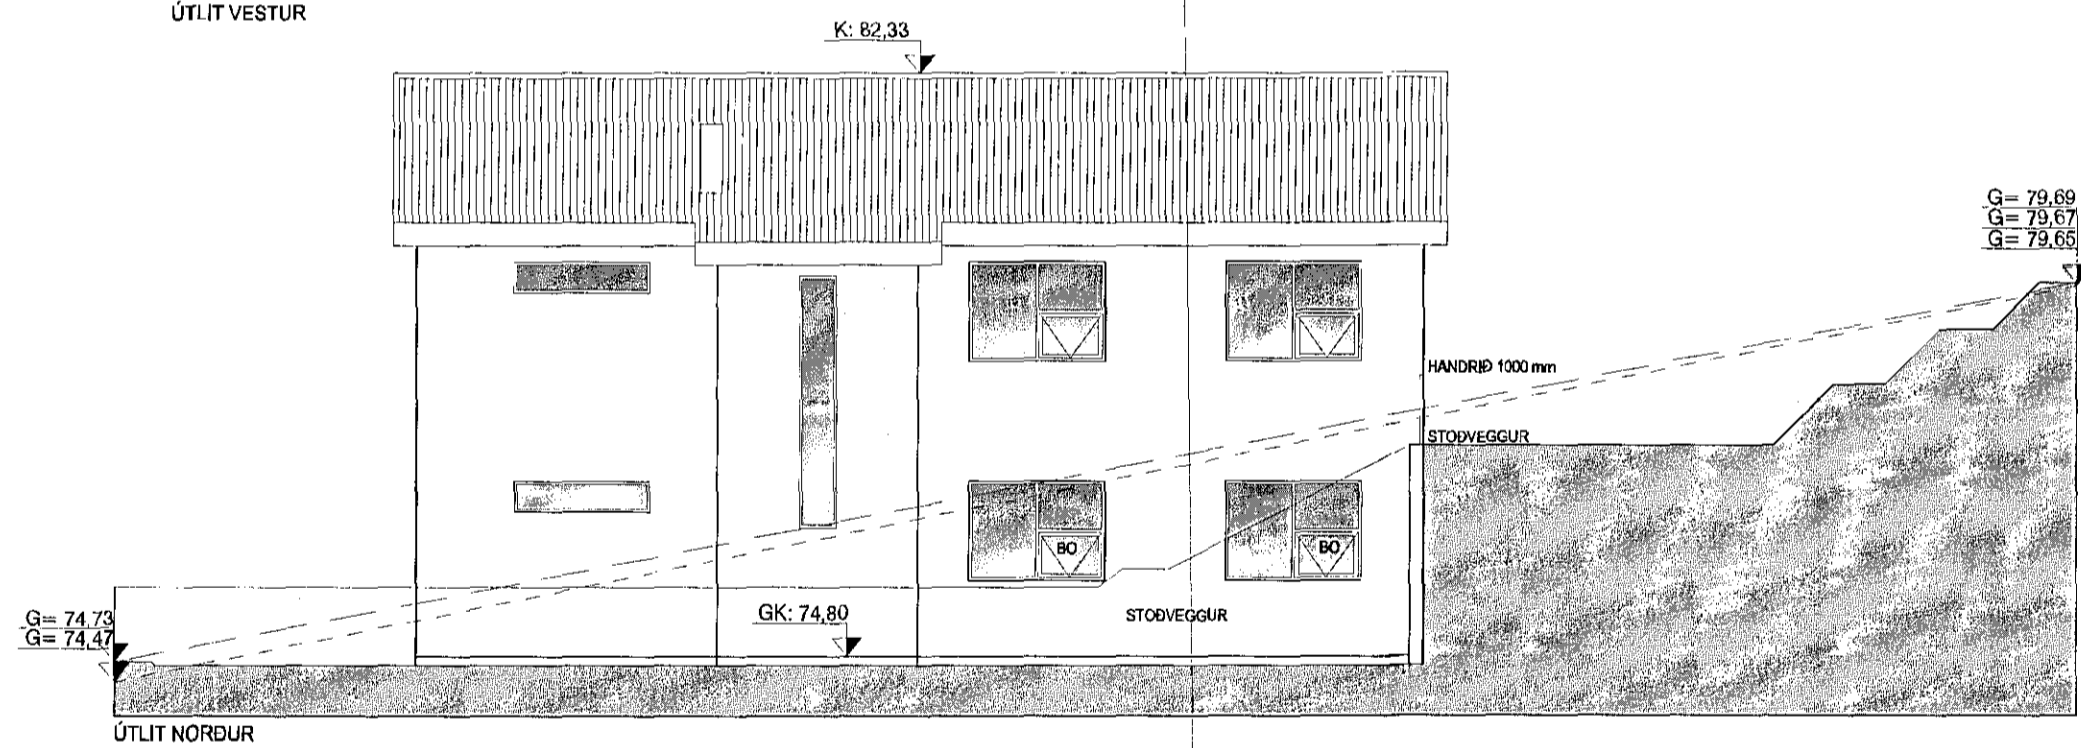 ÚTLIT VESTUR
K: 82,33
G= 79,69
G= 79,67
G= 79,65
HANDRIÐ 1000 mm
STOÐVEGGUR
BO
BO
G= 74,73
G= 74,47
GK: 74,80
STOÐVEGGUR
ÚTLIT NORÐUR